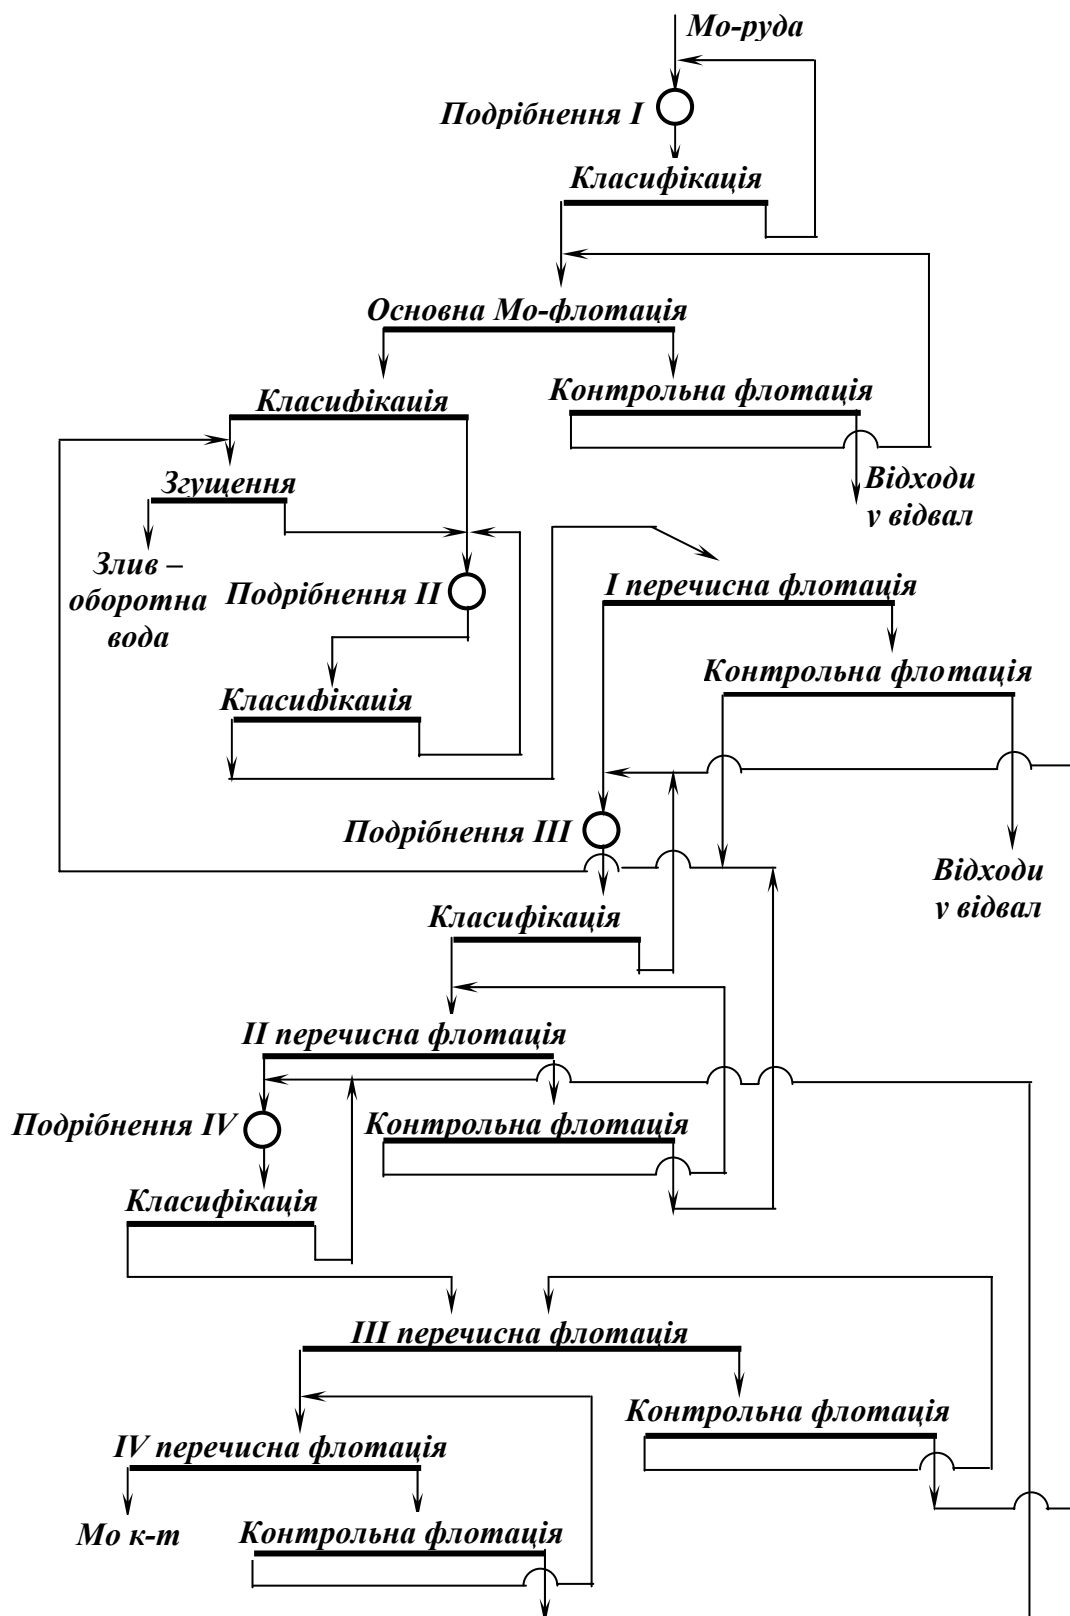 Мо-руда
Подрібнення I
Класифікація
Основна Мо-флотація
Класифікація
Контрольна флотація
Згущення
Відходи
у відвал
Злив –
оборотна
вода
Подрібнення II
I перечисна флотація
Контрольна флотація
Класифікація
Подрібнення III
Відходи
у відвал
Класифікація
II перечисна флотація
Подрібнення IV
Контрольна флотація
Класифікація
III перечисна флотація
Контрольна флотація
IV перечисна флотація
Мо к-т
Контрольна флотація